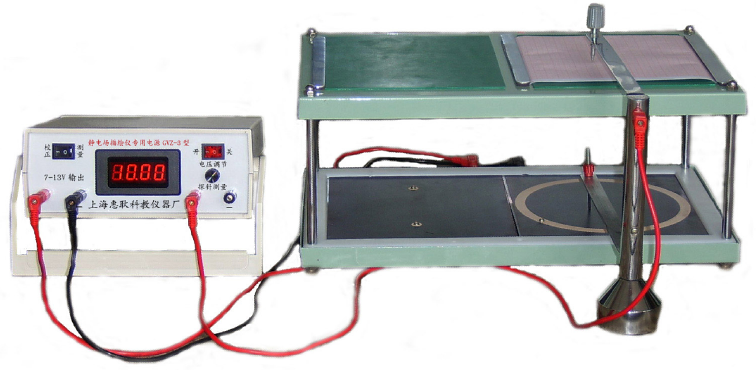 静电场描绘仪专用电源 GVZ-3 型
校正 测量
开 关
10.00
电压调节
7-13V 输出
探针测量
+ - + -
上海惠耿科教仪器厂